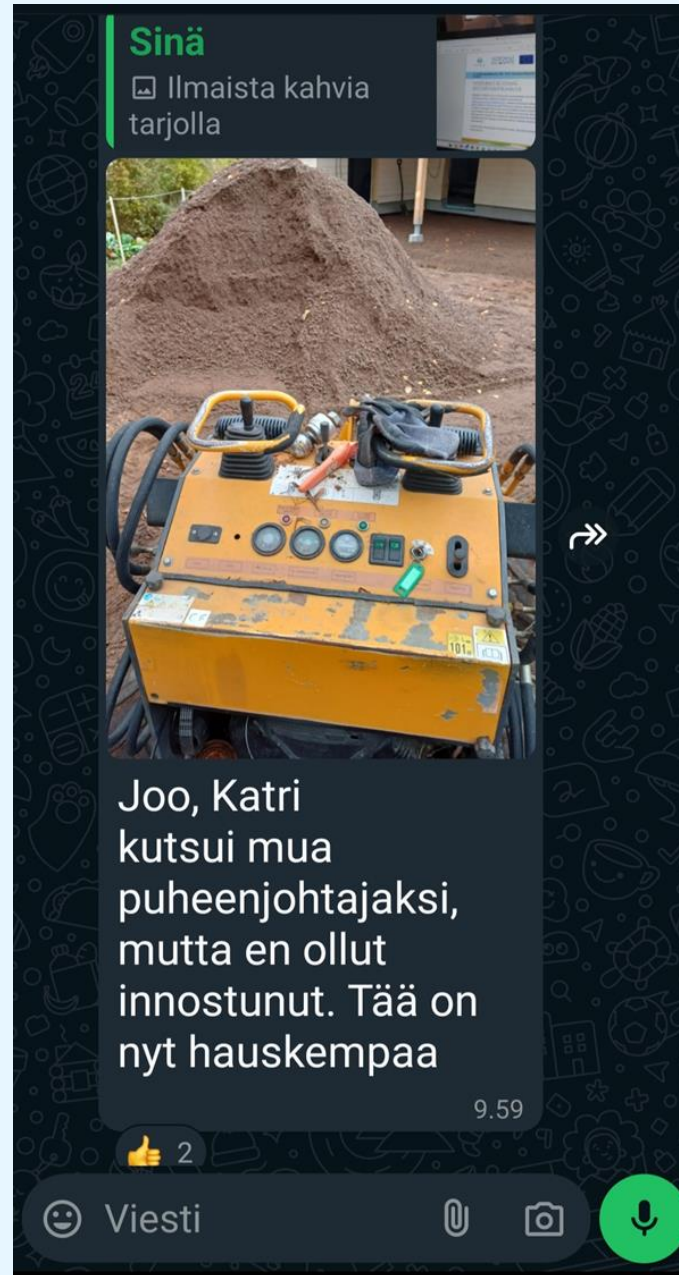 Sinä
Ilmaista kahvia
tarjolla
101
Joo, Katri
kutsui mua
puheenjohtajaksi,
mutta en ollut
innostunut. Tää on
nyt hauskempaa
9.59
👍 2
Viesti